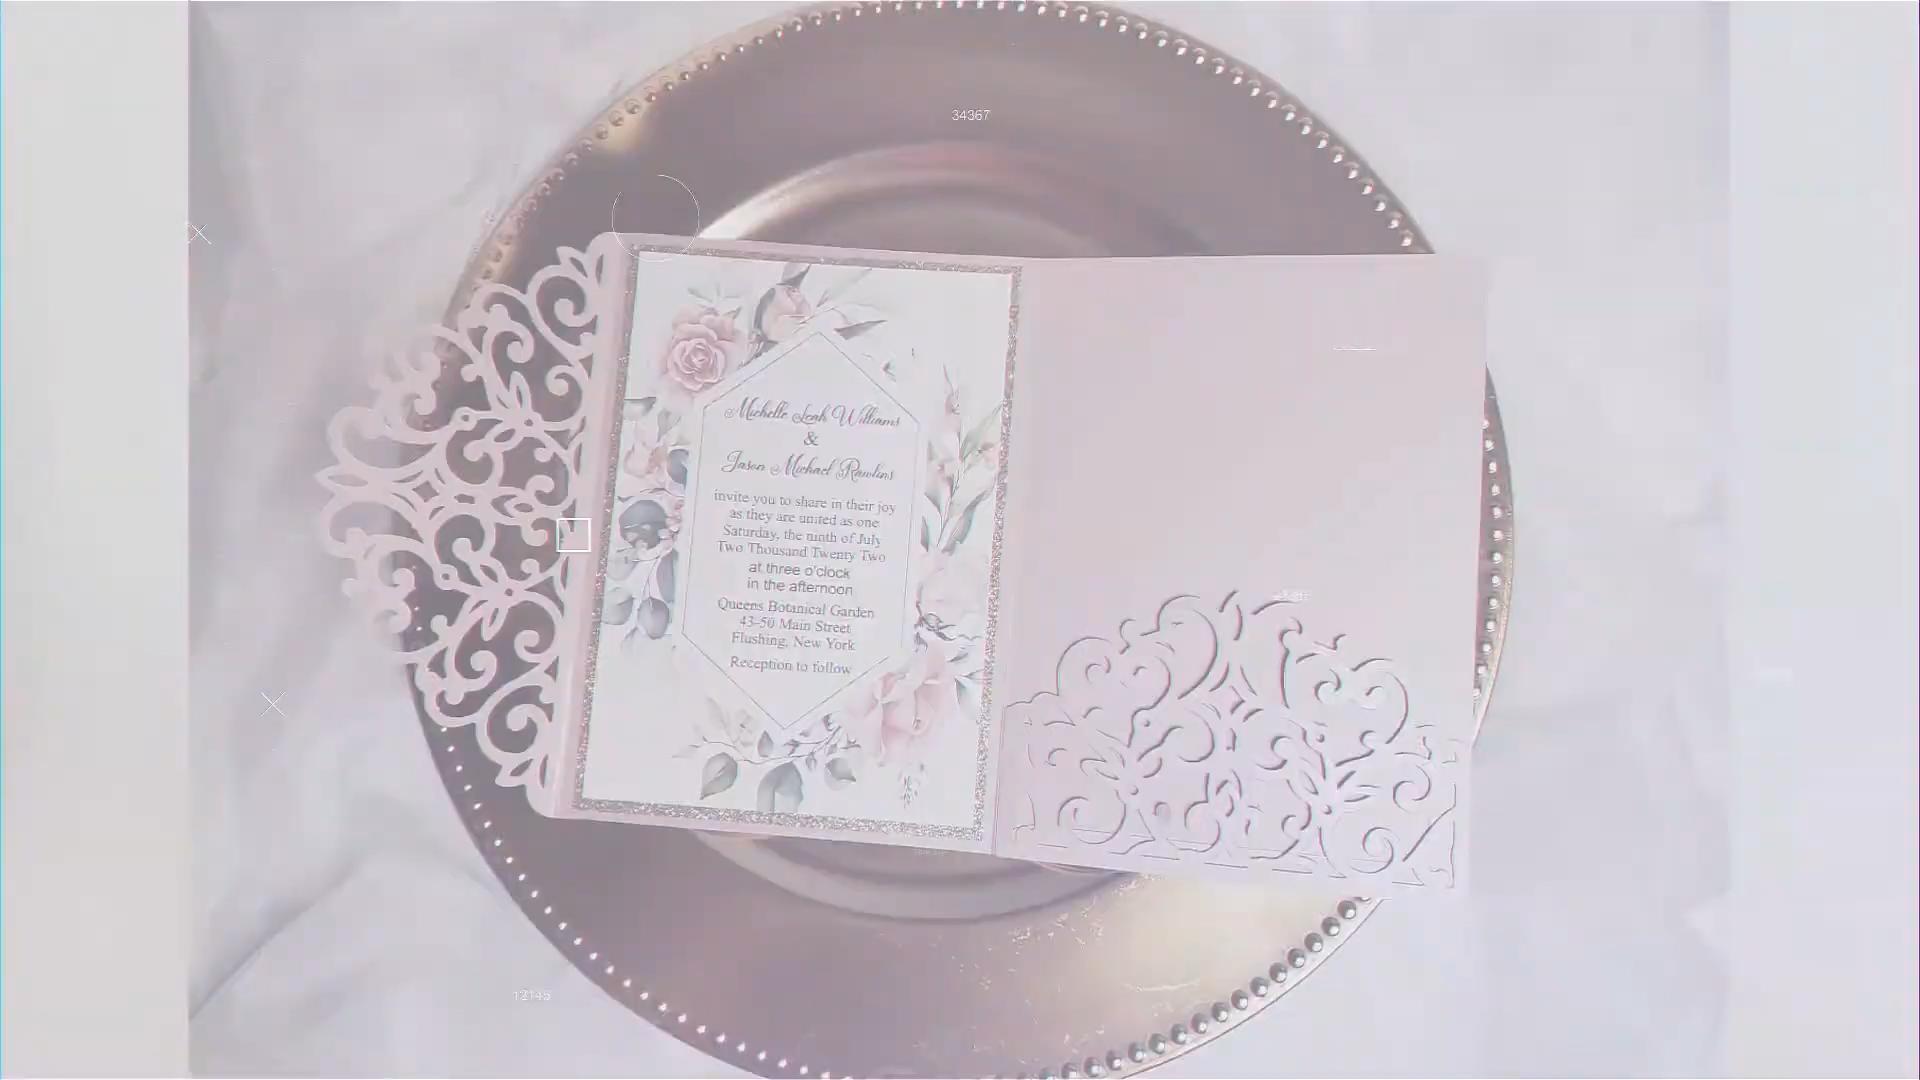 34367
Michelle Leah Williams
&
Jason Michael Rawlins
invite you to share in their joy
as they are united as one
Saturday, the ninth of July
Two Thousand Twenty Two
at three o'clock
in the afternoon
Queens Botanical Garden
43-50 Main Street
Flushing, New York
Reception to follow
12145